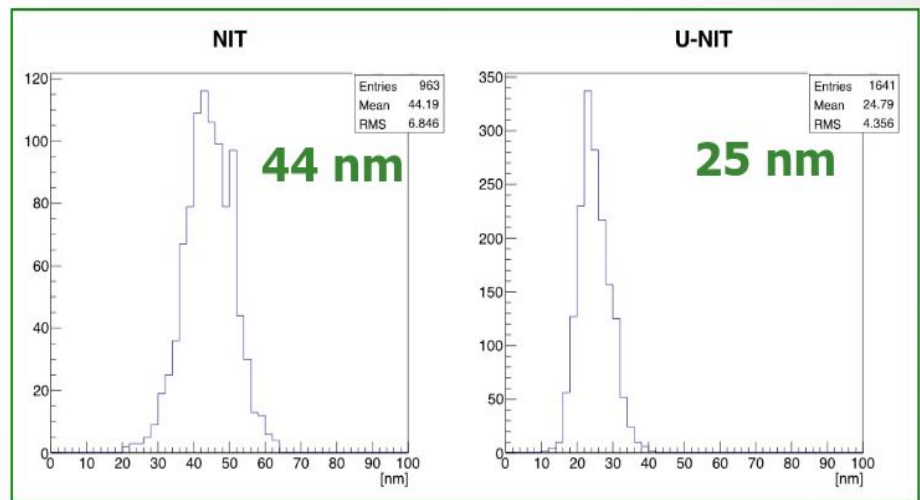 NIT
Entries 963
Mean 44.19
RMS 6.846
44 nm
120
100
80
60
40
20
0
0 10 20 30 40 50 60 70 80 90 100
[nm]
U-NIT
Entries 1641
Mean 24.79
RMS 4.356
25 nm
350
300
250
200
150
100
50
0
0 10 20 30 40 50 60 70 80 90 100
[nm]